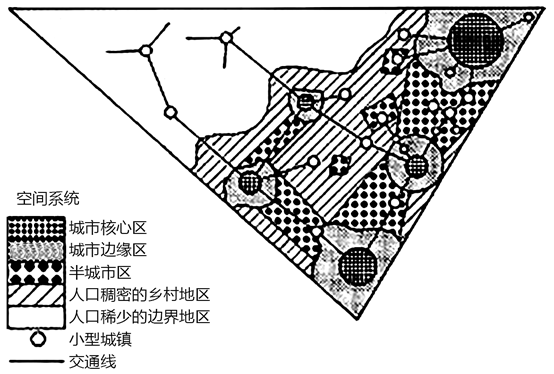 空间系统
城市核心区
城市边缘区
半城市区
人口稠密的乡村地区
人口稀少的边界地区
小型城镇
交通线